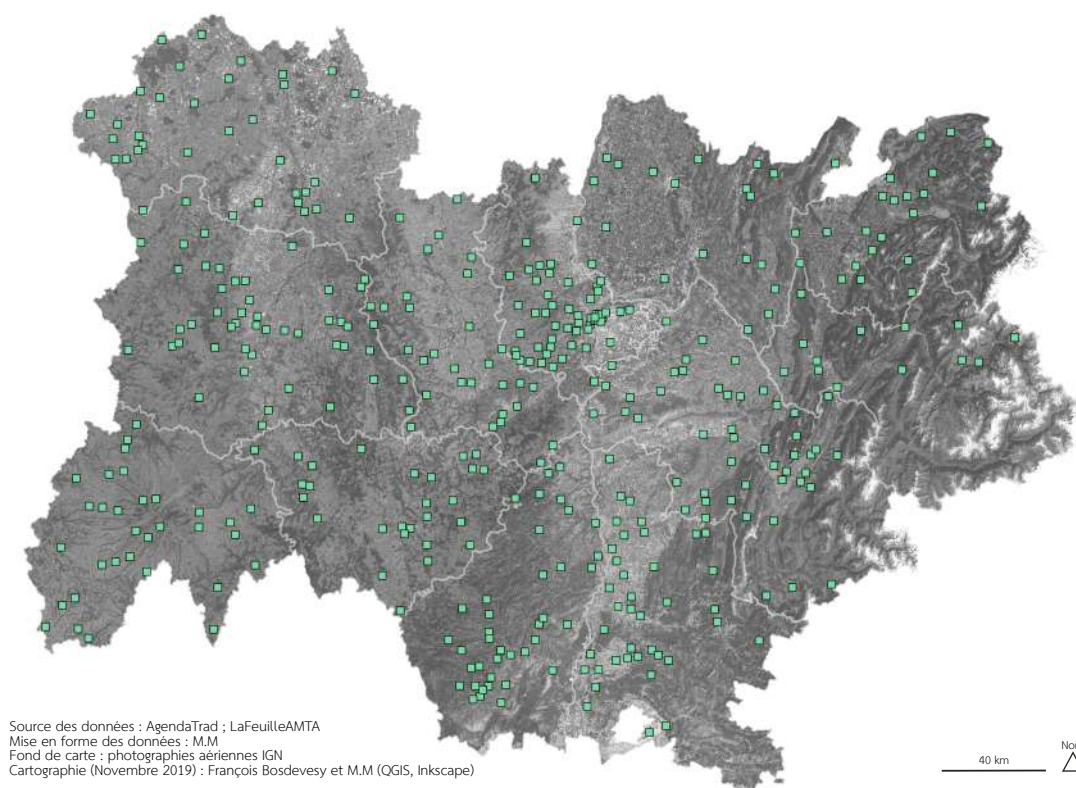 Source des données : AgendaTrad ; LaFeuilleAMTA
Mise en forme des données : M.M
Fond de carte : photographies aériennes IGN
Cartographie (Novembre 2019) : François Bosdevesy et M.M (QGIS, Inkscape)
40 km